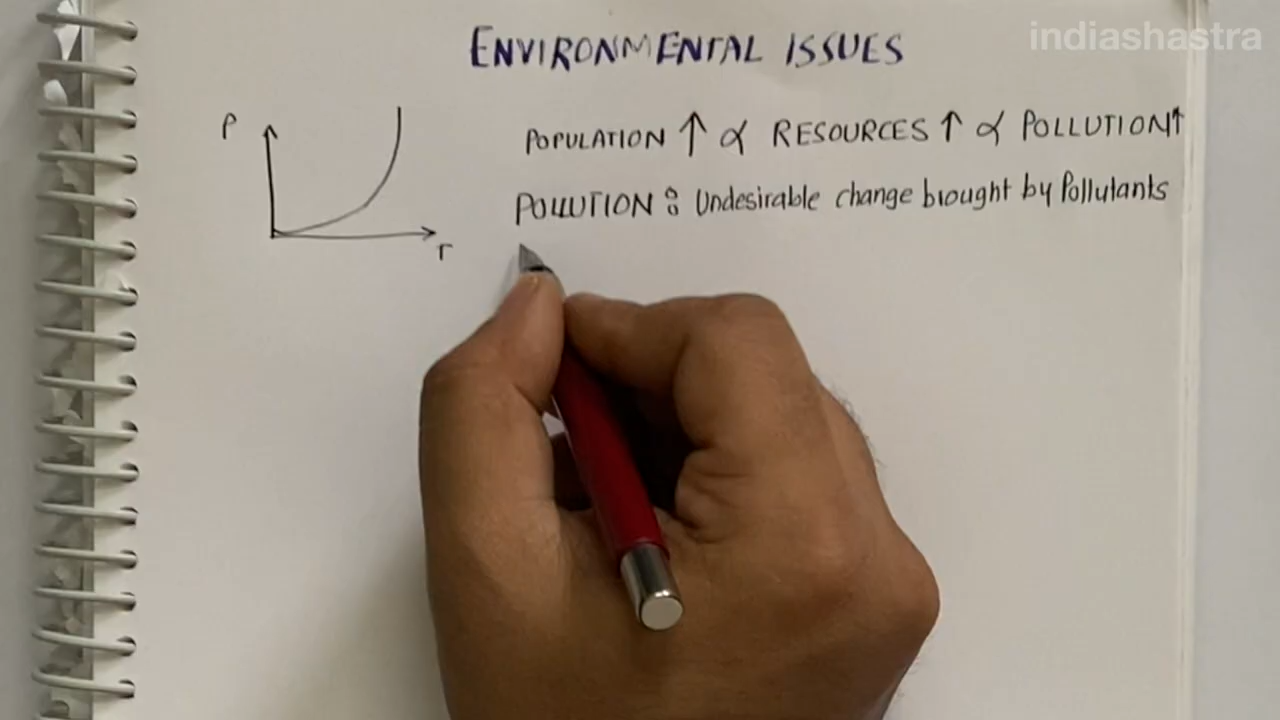 indiashastra
ENVIRONMENTAL ISSUES
P
POPULATION ↑ ∝ RESOURCES ↑ ∝ POLLUTION↑
POLLUTION : Undesirable change brought by Pollutants
r